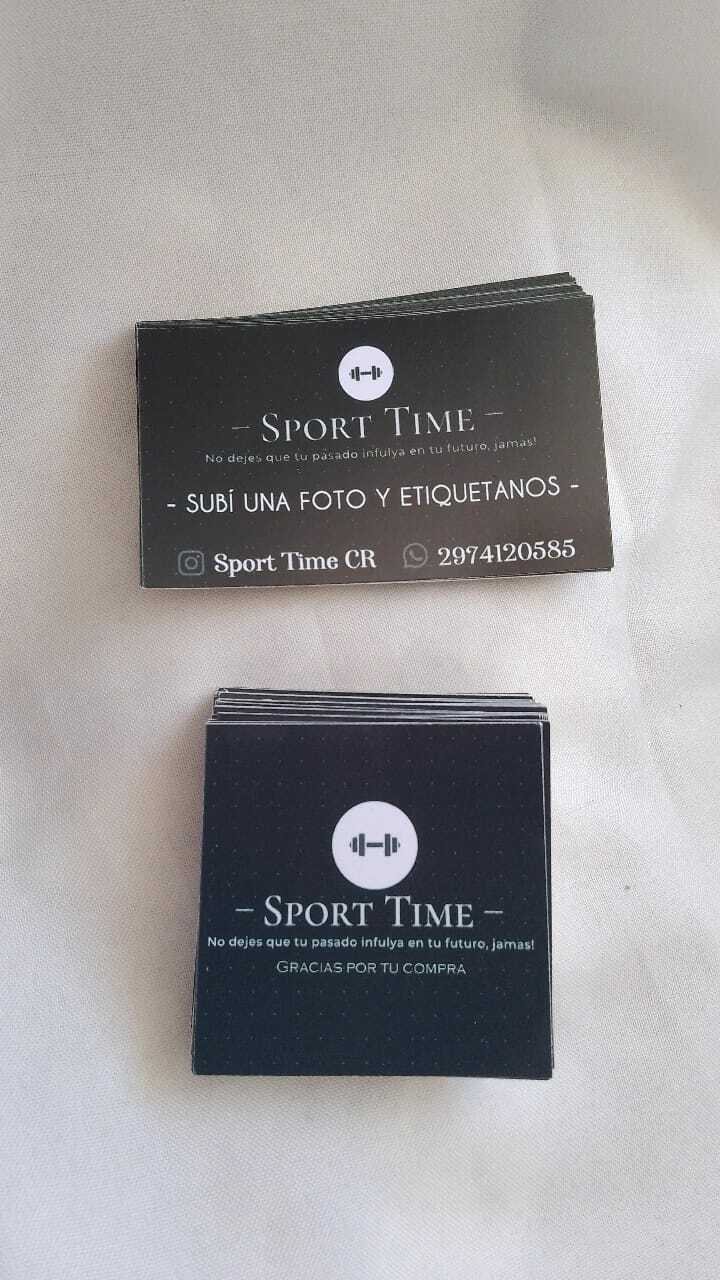 – SPORT TIME –
No dejes que tu pasado infulya en tu futuro, jamas!
- SUBÍ UNA FOTO Y ETIQUETANOS -
Sport Time CR 2974120585
– SPORT TIME –
No dejes que tu pasado infulya en tu futuro, jamas!
GRACIAS POR TU COMPRA